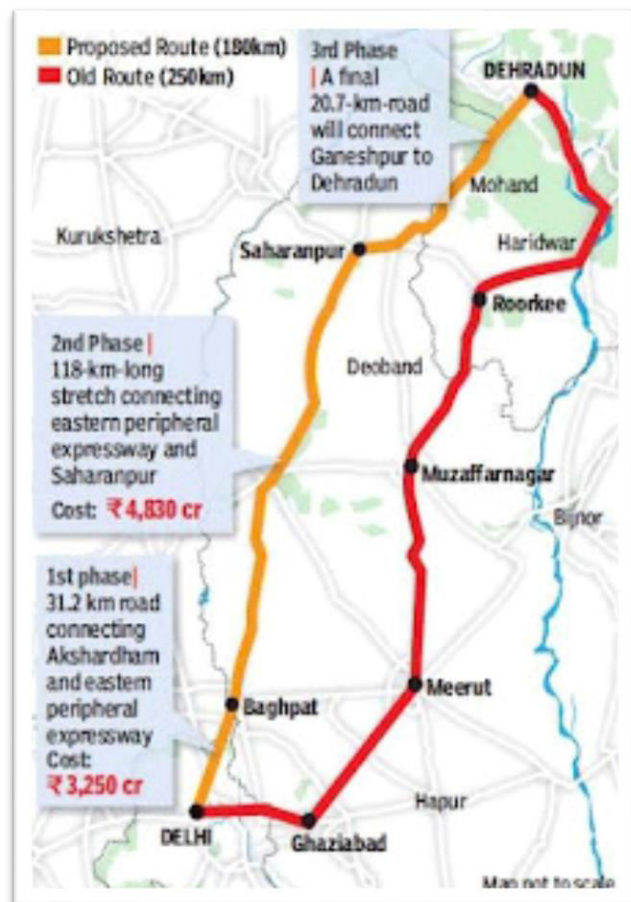 Proposed Route (180km)
Old Route (250km)
3rd Phase
| A final
20.7-km-road
will connect
Ganeshpur to
Dehradun
DEHRADUN
Mohand
Kurukshetra
Saharanpur
Haridwar
Roorkee
2nd Phase |
118-km-long
stretch connecting
eastern peripheral
expressway and
Saharanpur
Cost: ₹ 4,830 cr
Deoband
Muzaffarnagar
Bijnor
1st phase|
31.2 km road
connecting
Akshardham
and eastern
peripheral
expressway
Cost:
₹ 3,250 cr
Baghpat
Meerut
Hapur
DELHI
Ghaziabad
Map not to scale